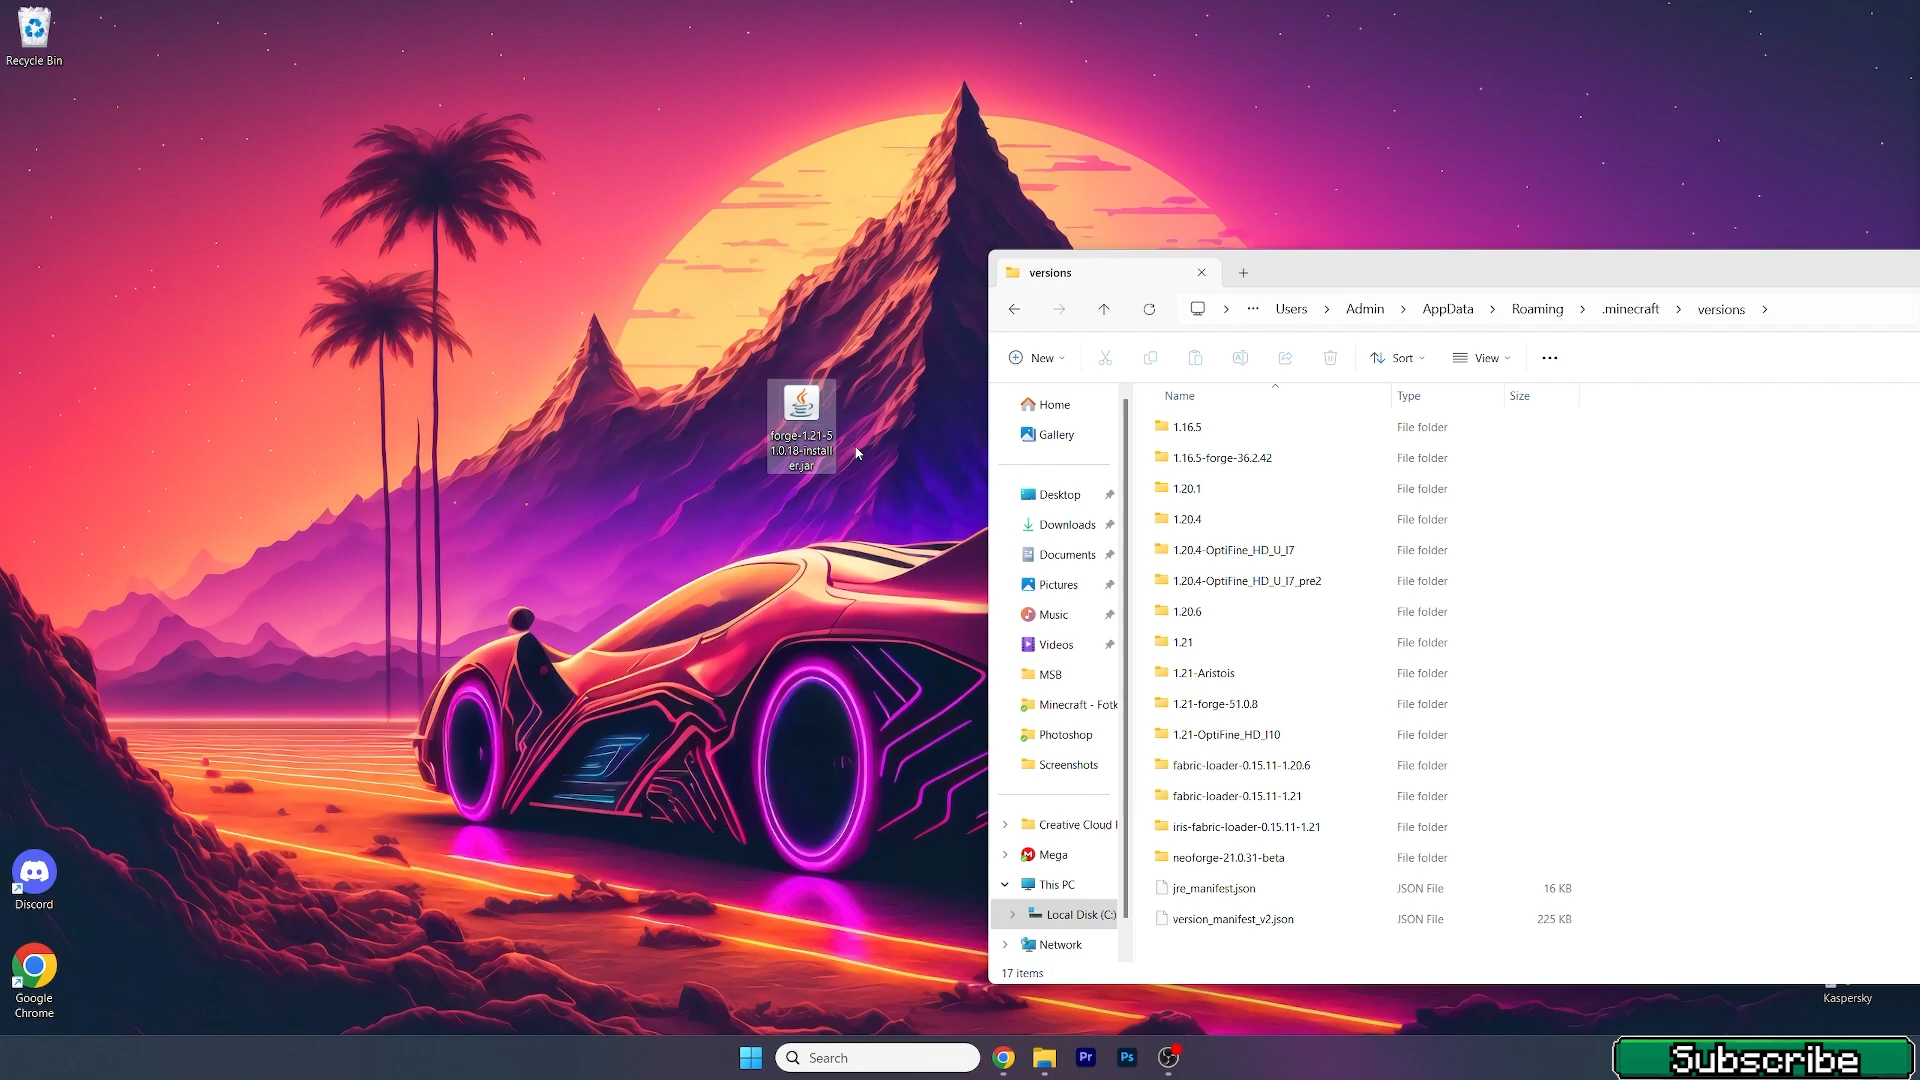 Recycle Bin
forge-1.21-5
1.0.18-install
er.jar
Discord
Google
Chrome
versions
Users
Admin
AppData
Roaming
.minecraft
versions
New
Sort
View
Home
Gallery
Desktop
Downloads
Documents
Pictures
Music
Videos
MSB
Minecraft - Fotk
Photoshop
Screenshots
Creative Cloud
Mega
This PC
Local Disk (C:)
Network
Name Type Size
1.16.5 File folder
1.16.5-forge-36.2.42 File folder
1.20.1 File folder
1.20.4 File folder
1.20.4-OptiFine_HD_U_I7 File folder
1.20.4-OptiFine_HD_U_I7_pre2 File folder
1.20.6 File folder
1.21 File folder
1.21-Aristois File folder
1.21-forge-51.0.8 File folder
1.21-OptiFine_HD_I10 File folder
fabric-loader-0.15.11-1.20.6 File folder
fabric-loader-0.15.11-1.21 File folder
iris-fabric-loader-0.15.11-1.21 File folder
neoforge-21.0.31-beta File folder
jre_manifest.json JSON File 16 KB
version_manifest_v2.json JSON File 225 KB
17 items
Kaspersky
Search
Pr
Ps
Subscribe